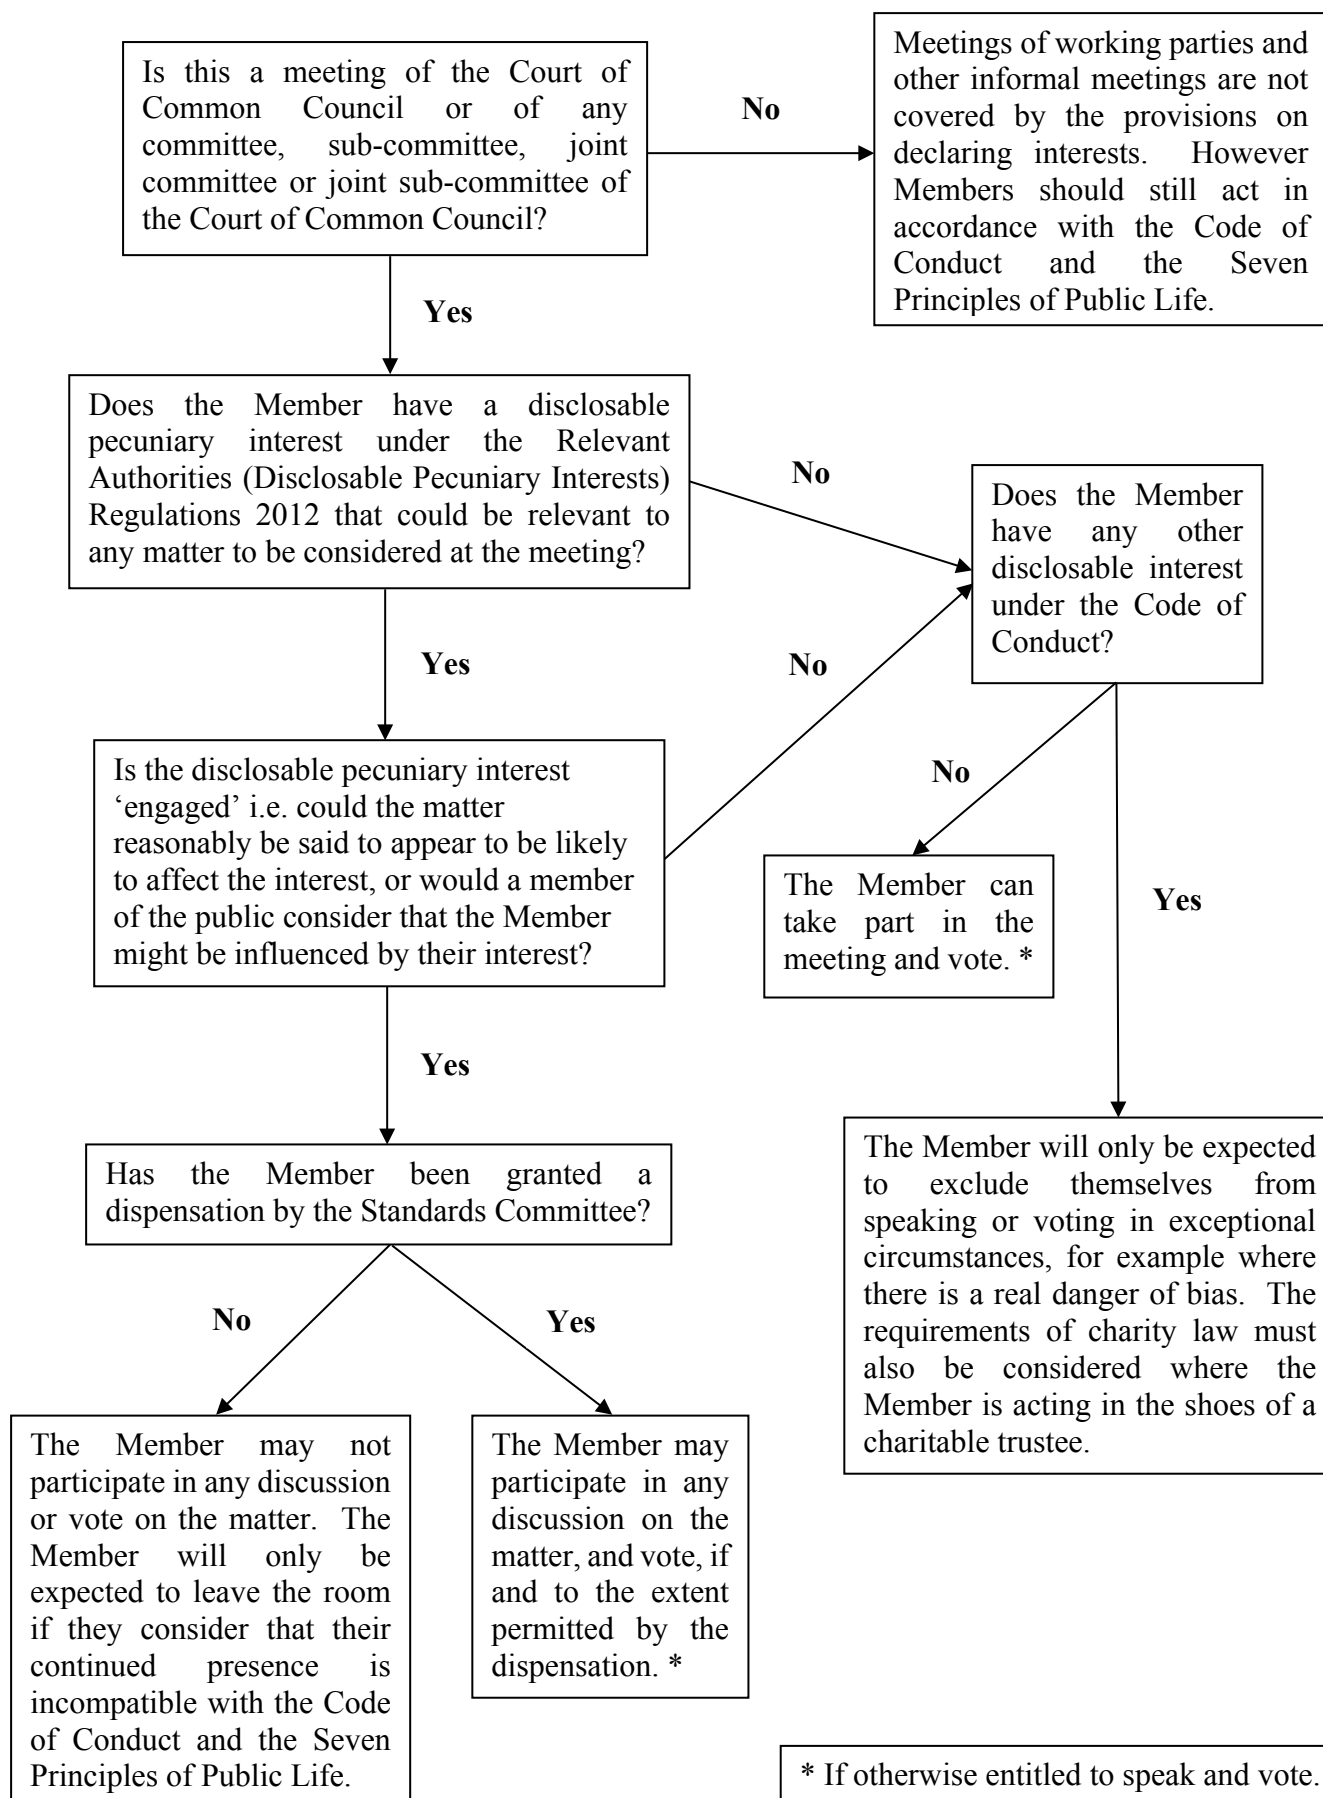 Is this a meeting of the Court of
Common Council or of any
committee, sub-committee, joint
committee or joint sub-committee of
the Court of Common Council?
No
Meetings of working parties and
other informal meetings are not
covered by the provisions on
declaring interests. However
Members should still act in
accordance with the Code of
Conduct and the Seven
Principles of Public Life.
Yes
Does the Member have a disclosable
pecuniary interest under the Relevant
Authorities (Disclosable Pecuniary Interests)
Regulations 2012 that could be relevant to
any matter to be considered at the meeting?
No
Does the Member
have any other
disclosable interest
under the Code of
Conduct?
Yes
No
Is the disclosable pecuniary interest
‘engaged’ i.e. could the matter
reasonably be said to appear to be likely
to affect the interest, or would a member
of the public consider that the Member
might be influenced by their interest?
No
The Member can
take part in the
meeting and vote. *
Yes
Yes
Has the Member been granted a
dispensation by the Standards Committee?
The Member will only be expected
to exclude themselves from
speaking or voting in exceptional
circumstances, for example where
there is a real danger of bias. The
requirements of charity law must
also be considered where the
Member is acting in the shoes of a
charitable trustee.
No
Yes
The Member may not
participate in any discussion
or vote on the matter. The
Member will only be
expected to leave the room
if they consider that their
continued presence is
incompatible with the Code
of Conduct and the Seven
Principles of Public Life.
The Member may
participate in any
discussion on the
matter, and vote, if
and to the extent
permitted by the
dispensation. *
* If otherwise entitled to speak and vote.